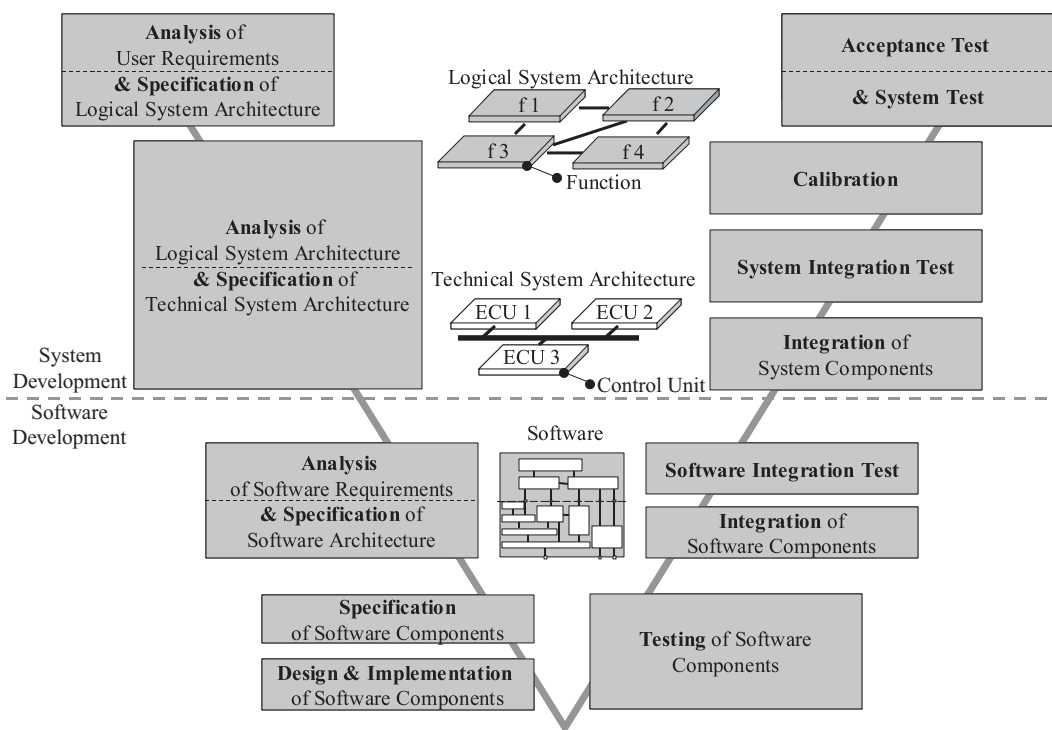 Analysis of
User Requirements
& Specification of
Logical System Architecture
Acceptance Test
& System Test
Logical System Architecture
f 1
f 2
f 3
f 4
Function
Calibration
Analysis of
Logical System Architecture
& Specification of
Technical System Architecture
System Integration Test
Technical System Architecture
ECU 1
ECU 2
ECU 3
Control Unit
Integration of
System Components
System
Development
Software
Development
Analysis
of Software Requirements
& Specification of
Software Architecture
Software
Software Integration Test
Integration of
Software Components
Specification
of Software Components
Design & Implementation
of Software Components
Testing of Software
Components